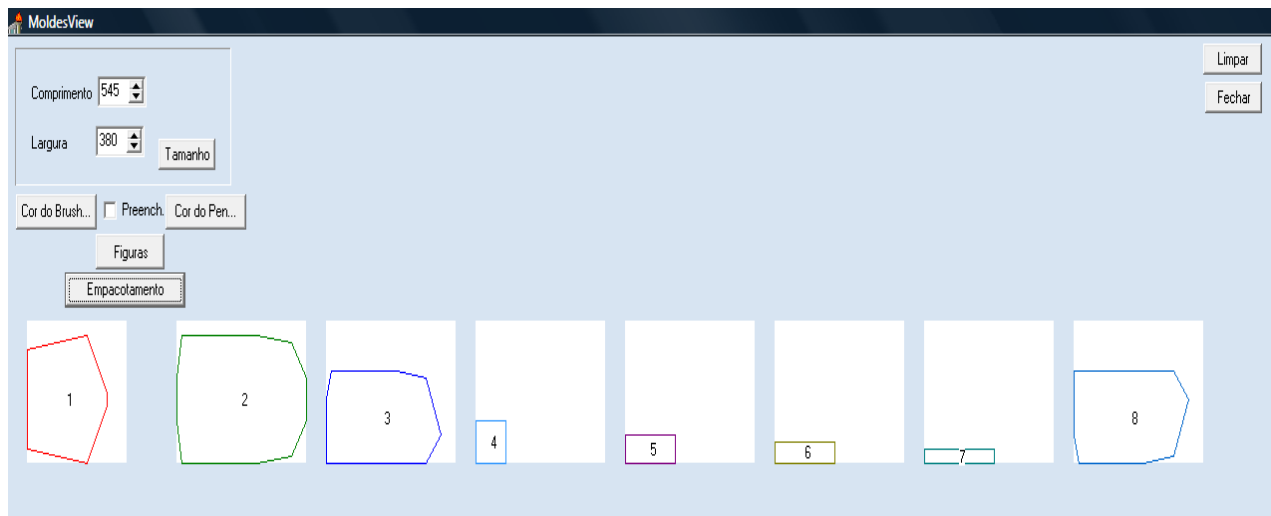 MoldesView
Limpar
Comprimento 545
Fechar
Largura 380
Tamanho
Cor do Brush... Preench. Cor do Pen...
Figuras
Empacotamento
1 2 3 4 5 6 7 8